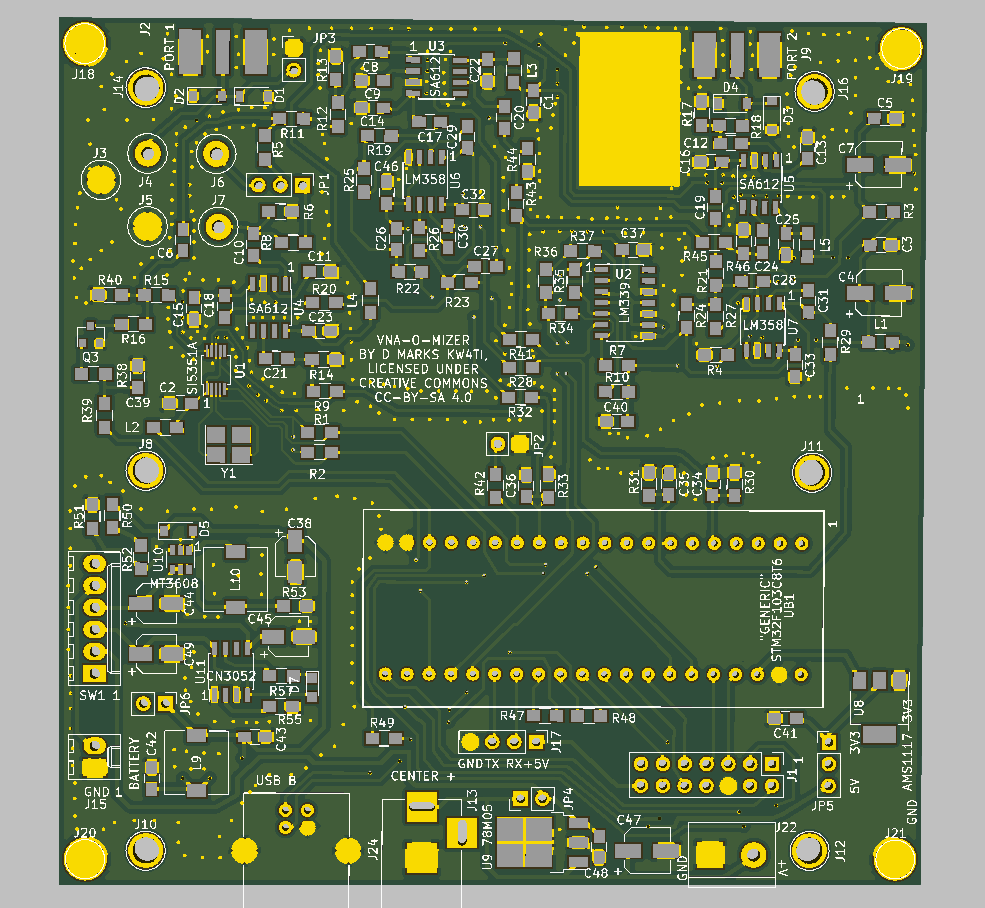 J18
J2
PORT 1
J14
D2
D1
JP3
R13
C8
1
U3
SA612
C22
L3
C1
C9
R12
C14
R19
C17
C29
C20
R11
R5
J3
J4
J6
J5
J7
JP1
R6
R8
C10
C6
R25
C46
LM358
1
U6
C32
C26
R26
C30
C27
R22
R23
R44
R43
PORT 2
J9
J16
J19
D4
R17
R18
D3
C12
C16
C13
C5
C7
+
SA612
U5
1
C19
C25
L5
R45
R46
C24
R3
C3
C4
+
R21
C28
C31
R24
R27
LM358
U7
1
R29
L1
C33
R4
R37
C37
R36
R35
1
U2
LM339
R34
R41
R28
R32
R7
R10
C40
R40
R15
C15
C18
1
SA612
U4
C11
R20
C23
L4
R16
Q3
R38
C39
SI5351A
U1
1
C2
R39
L2
C21
R14
R9
R1
R2
Y1
VNA-O-MIZER
BY D MARKS KW4TI,
LICENSED UNDER
CREATIVE COMMONS
CC-BY-SA 4.0
1
J8
JP2
R42
C36
R33
R31
C35
C34
R30
J11
R51
R50
R52
D5
U10
1
MT3608
L10
C38
+
R53
C44
+
C45
+
C49
+
U11
CN3052
1
R57
D7
R55
SW1 1
JP6
1
"GENERIC"
STM32F103C8T6
UB1
R49
R47
R48
J17
GND
TX RX+5V
C41
U8
3V3
3V3
AMS1117
5V
GND
JP5
J1 1
BATTERY
C42
L9
C43
GND 1
J15
USB B
CENTER +
J13
J24
JP4
U9 78M05
C47
+
C48
GND
J22
A+
J12
J21
J20
J10